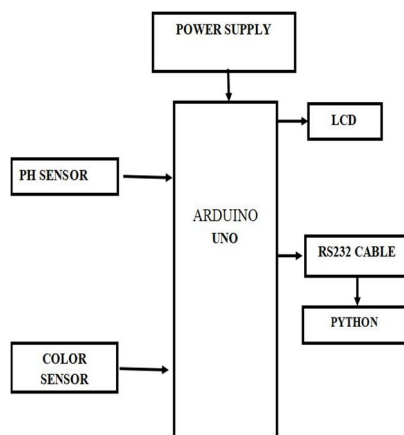 POWER SUPPLY
LCD
PH SENSOR
ARDUINO
UNO
RS232 CABLE
PYTHON
COLOR
SENSOR